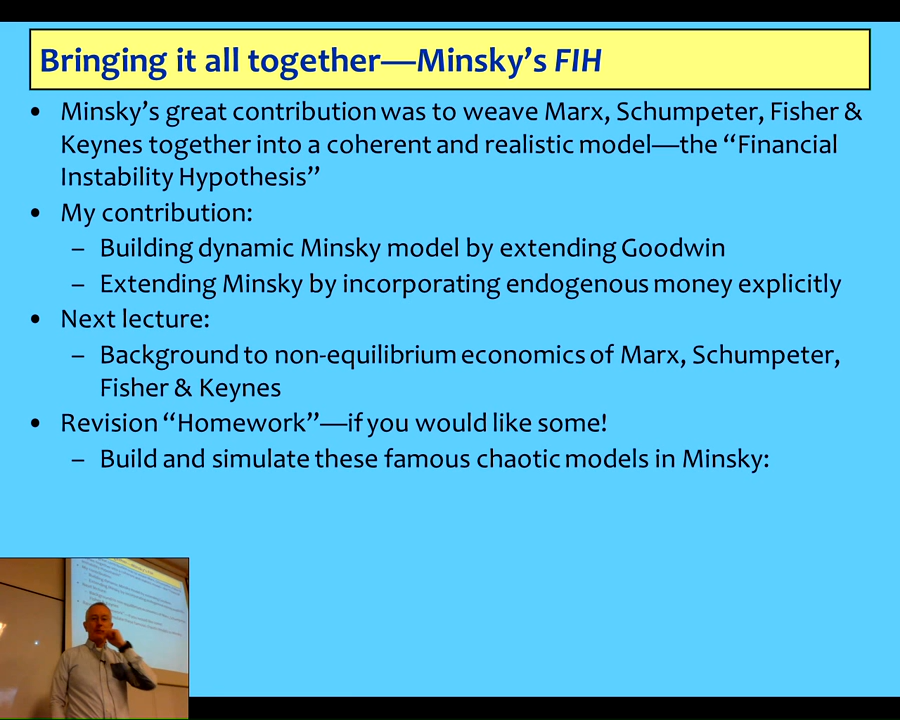 Bringing it all together—Minsky's FIH
• Minsky's great contribution was to weave Marx, Schumpeter, Fisher &
Keynes together into a coherent and realistic model—the “Financial
Instability Hypothesis”
• My contribution:
– Building dynamic Minsky model by extending Goodwin
– Extending Minsky by incorporating endogenous money explicitly
• Next lecture:
– Background to non-equilibrium economics of Marx, Schumpeter,
Fisher & Keynes
• Revision “Homework”—if you would like some!
– Build and simulate these famous chaotic models in Minsky: